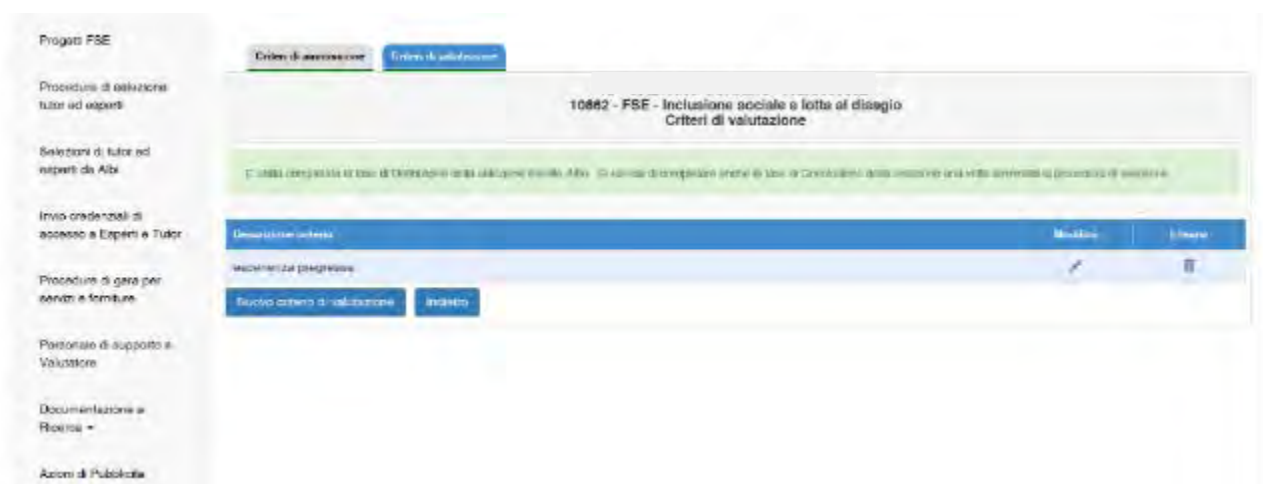 Progetti FSE
Criteri di ammissione
Criteri di valutazione
Procedure di selezione
tutor ed esperti
10862 - FSE - Inclusione sociale e lotta al disagio
Criteri di valutazione
Selezioni di tutor ed
esperti da Albi
Invio credenziali di
accesso a Esperti e Tutor
Descrizione criterio Modifica Elimina
esperienza pregressa
Procedure di gara per
servizi e forniture
Nuovo criterio di valutazione Indietro
Personale di supporto e
Valutatore
Documentazione e
Ricerca
Azioni di Pubblicità